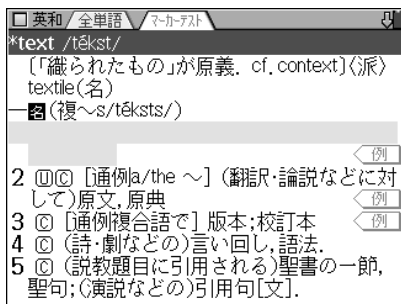 英和 全単語 マーカーテスト
*text /tékst/
〔「織られたもの」が原義. cf. context〕〈派〉
textile(名)
—名(複~s/téksts/)
例
2 ⓊⒸ [通例a/the ~] (翻訳・論説などに対
して)原文,原典 例
3 Ⓒ [通例複合語で] 版本;校訂本 例
4 Ⓒ (詩・劇などの)言い回し,語法.
5 Ⓒ (説教題目に引用される)聖書の一節,
聖句;(演説などの)引用句[文].